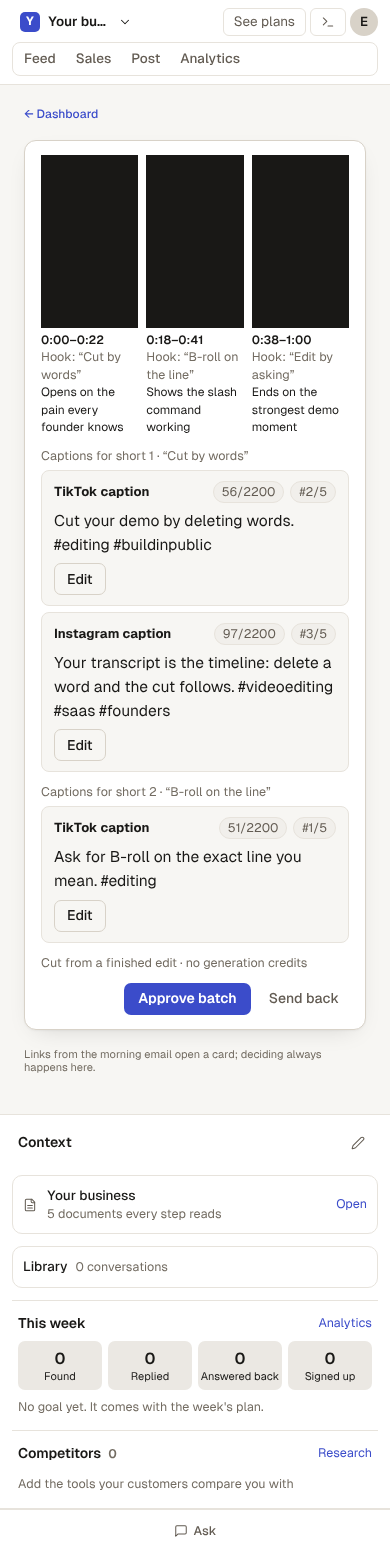 Y Your bu...
See plans
E
Feed Sales Post Analytics
← Dashboard
0:00–0:22
Hook: “Cut by
words”
Opens on the
pain every
founder knows
0:18–0:41
Hook: “B-roll on
the line”
Shows the slash
command
working
0:38–1:00
Hook: “Edit by
asking”
Ends on the
strongest demo
moment
Captions for short 1 · “Cut by words”
TikTok caption 56/2200 #2/5
Cut your demo by deleting words.
#editing #buildinpublic
Edit
Instagram caption 97/2200 #3/5
Your transcript is the timeline: delete a
word and the cut follows. #videoediting
#saas #founders
Edit
Captions for short 2 · “B-roll on the line”
TikTok caption 51/2200 #1/5
Ask for B-roll on the exact line you
mean. #editing
Edit
Cut from a finished edit · no generation credits
Approve batch Send back
Links from the morning email open a card; deciding always
happens here.
Context
Your business
5 documents every step reads
Open
Library 0 conversations
This week Analytics
0 0 0 0
Found Replied Answered back Signed up
No goal yet. It comes with the week's plan.
Competitors 0 Research
Add the tools your customers compare you with
Ask